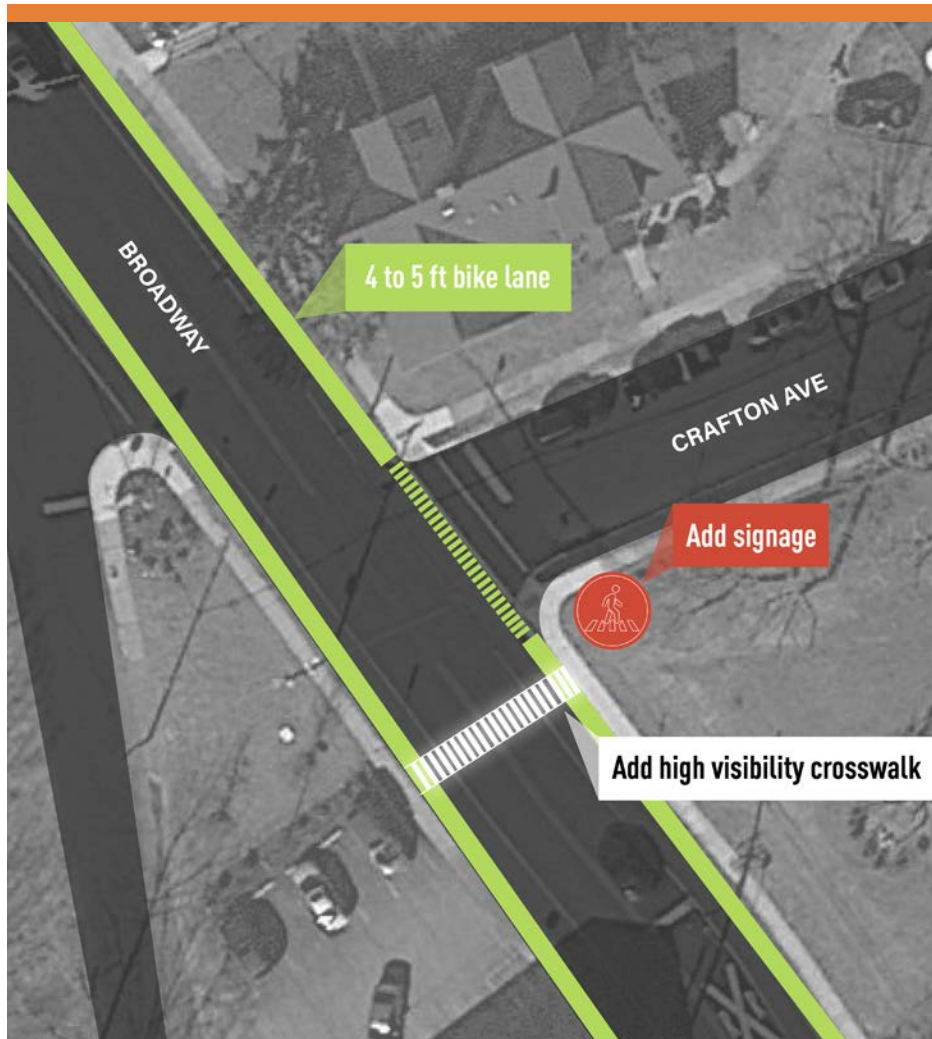 4 to 5 ft bike lane
BROADWAY
CRAFTON AVE
Add signage
Add high visibility crosswalk